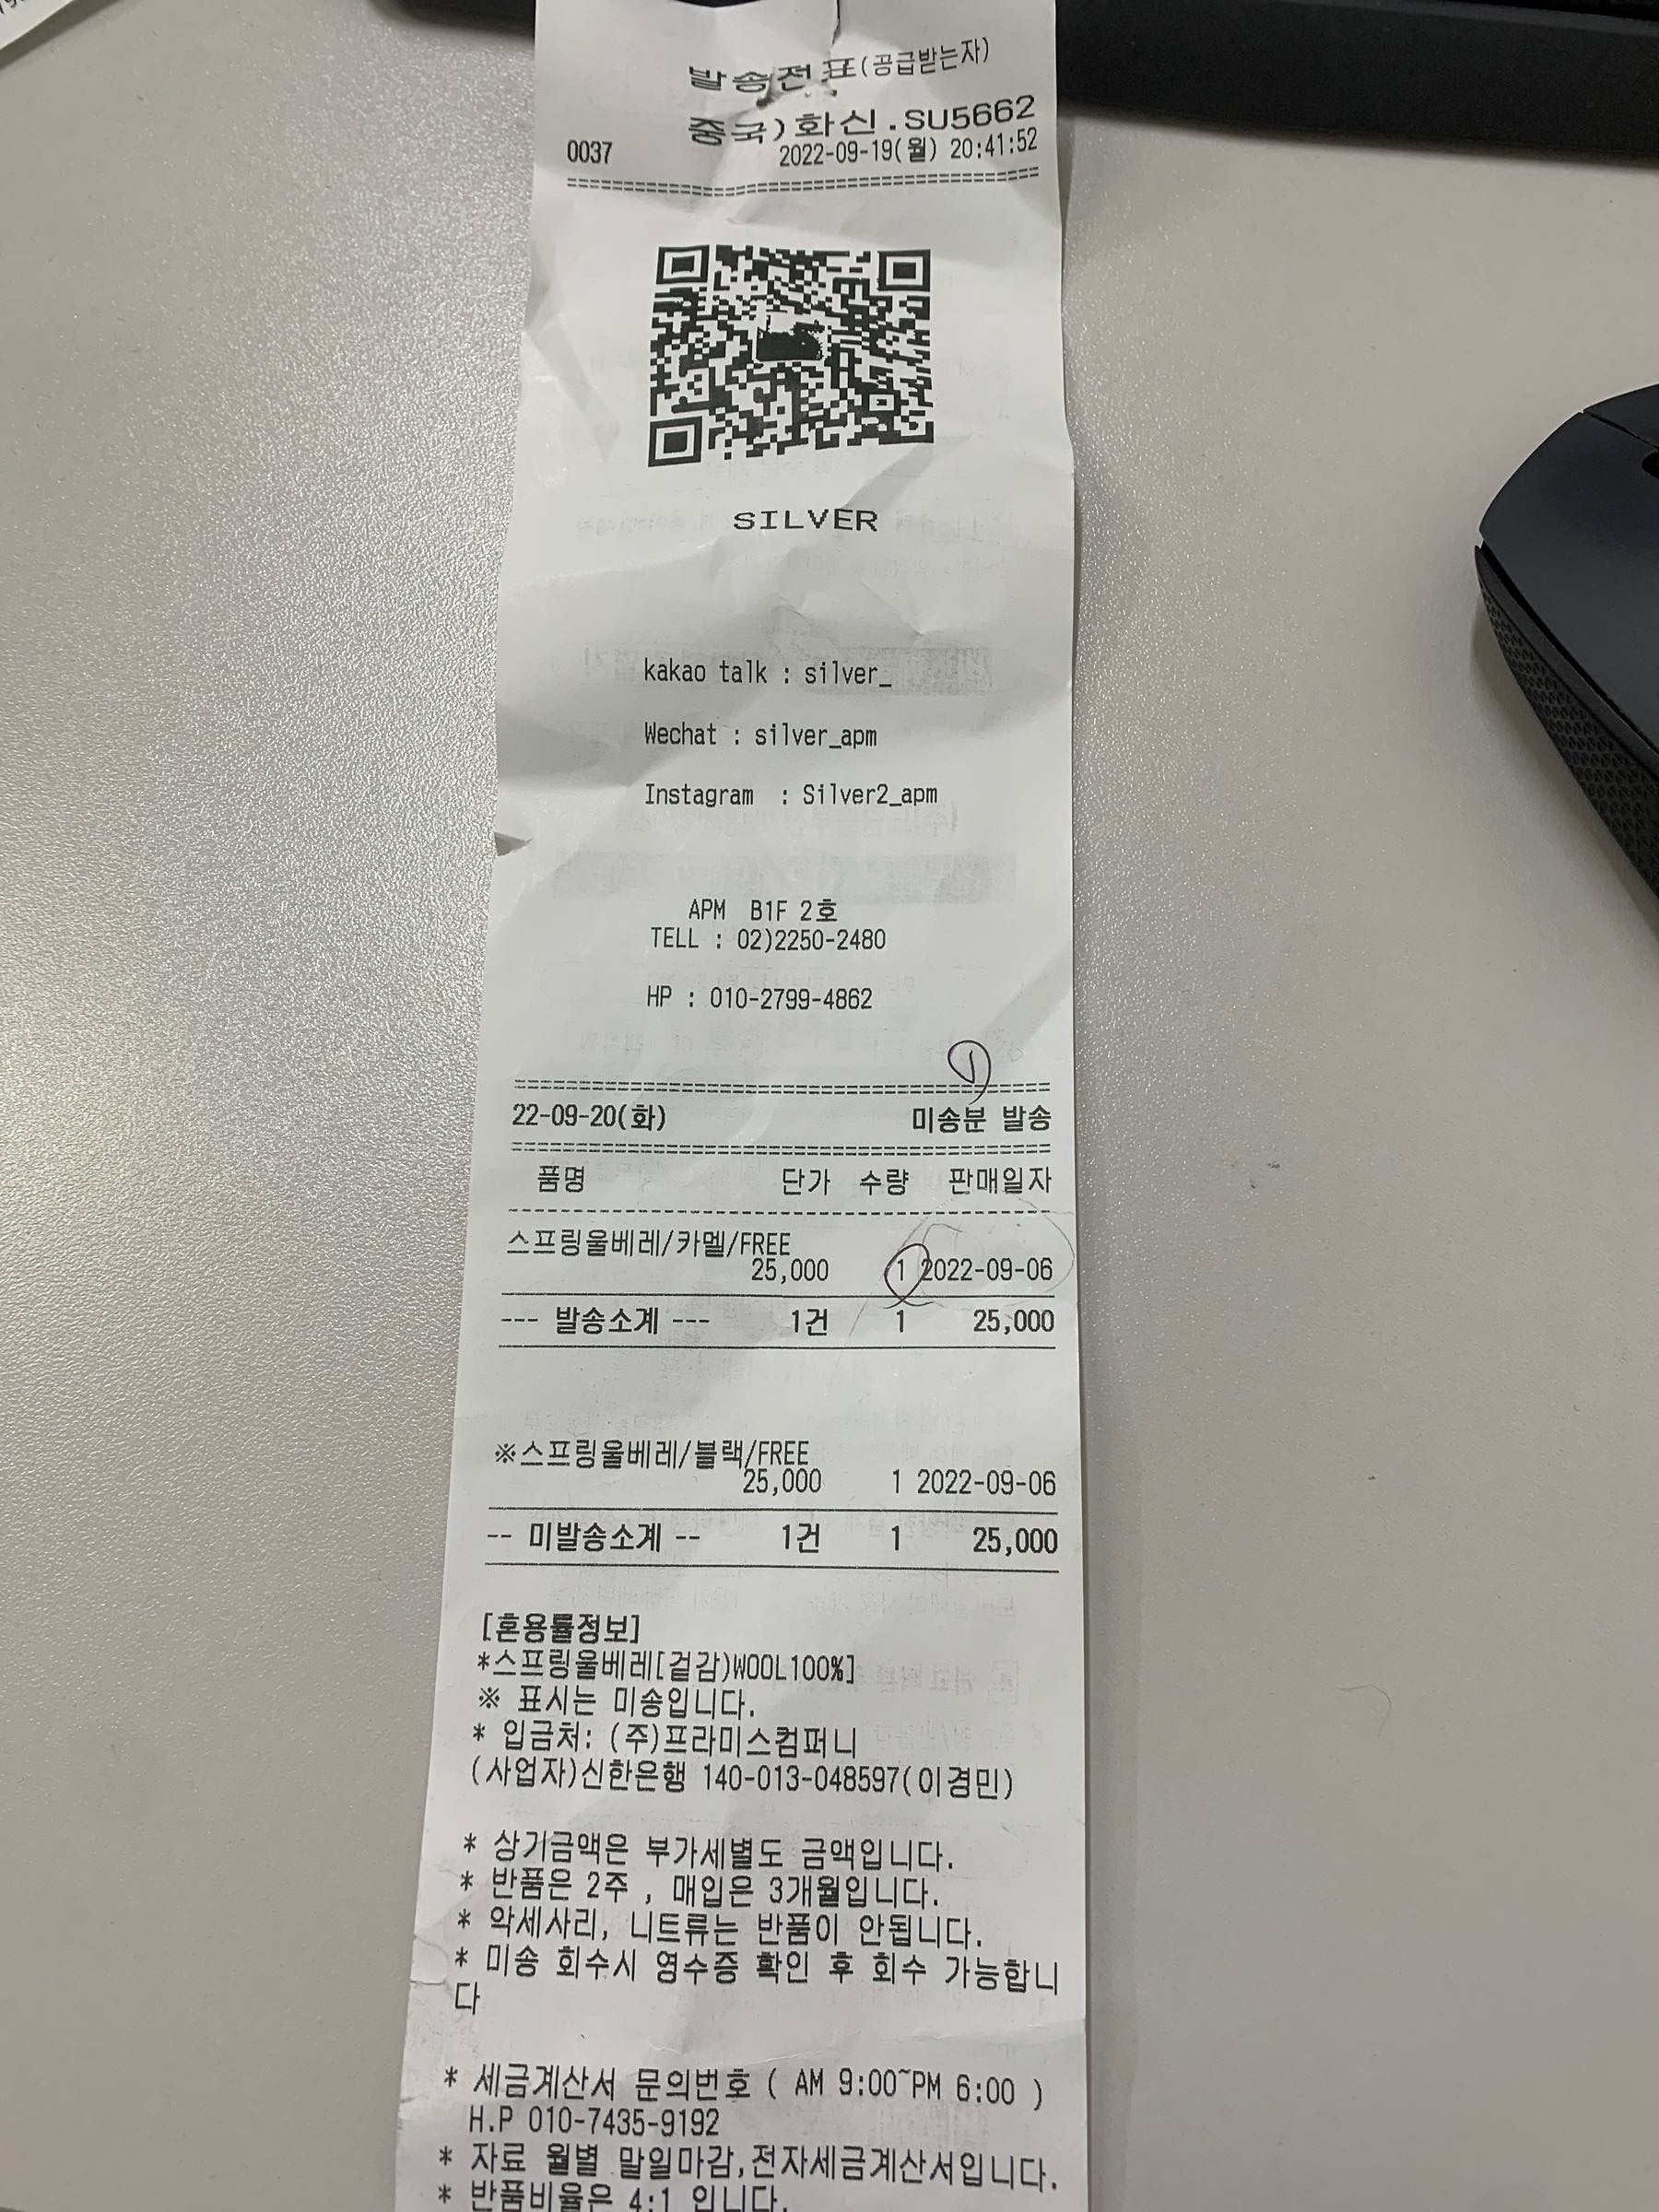 발송전표(공급받는자)
중국)화신.SU5662
0037 2022-09-19(월) 20:41:52
SILVER
kakao talk : silver_
Wechat : silver_apm
Instagram : Silver2_apm
APM B1F 2호
TELL : 02)2250-2480
HP : 010-2799-4862
1
22-09-20(화) 미송분 발송
품명 단가 수량 판매일자
스프링울베레/카멜/FREE
25,000 1 2022-09-06
--- 발송소계 --- 1건 1 25,000
※스프링울베레/블랙/FREE
25,000 1 2022-09-06
-- 미발송소계 -- 1건 1 25,000
[혼용률정보]
*스프링울베레[겉감)WOOL100%]
※ 표시는 미송입니다.
* 입금처: (주)프라미스컴퍼니
(사업자)신한은행 140-013-048597(이경민)
* 상기금액은 부가세별도 금액입니다.
* 반품은 2주 , 매입은 3개월입니다.
* 악세사리, 니트류는 반품이 안됩니다.
* 미송 회수시 영수증 확인 후 회수 가능합니
다
* 세금계산서 문의번호 ( AM 9:00~PM 6:00 )
H.P 010-7435-9192
* 자료 월별 말일마감,전자세금계산서입니다.
* 반품비율은 4:1 입니다.